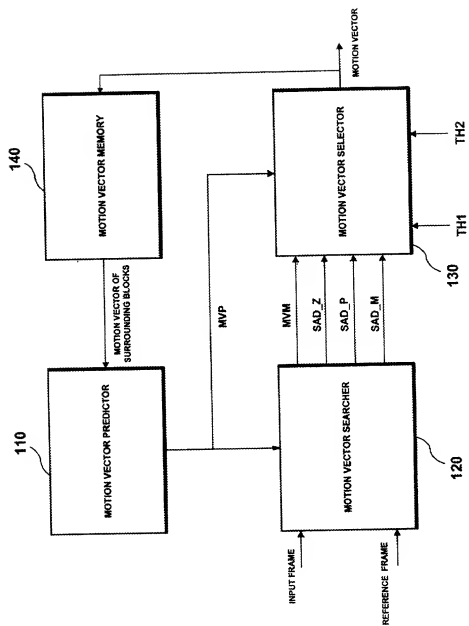 110
MOTION VECTOR PREDICTOR
MOTION VECTOR OF
SURROUNDING BLOCKS
140
MOTION VECTOR MEMORY
MVP
INPUT FRAME
REFERENCE FRAME
MOTION VECTOR SEARCHER
120
MVM
SAD_Z
SAD_P
SAD_M
MOTION VECTOR SELECTOR
130
TH1
TH2
MOTION VECTOR